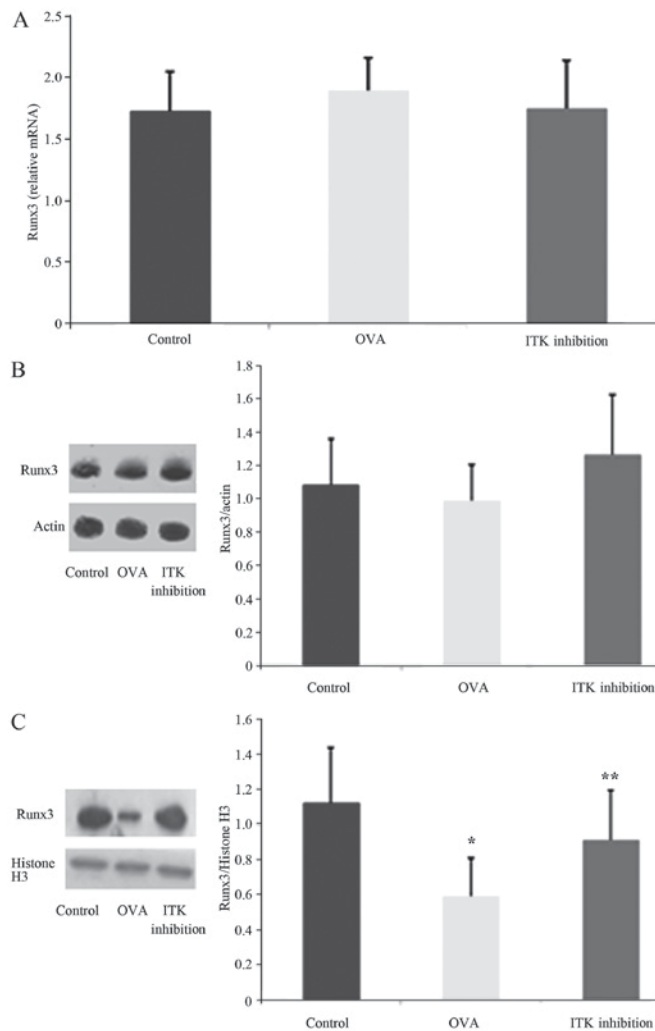 A
2.5
2.0
1.5
1.0
0.5
0
Runx3 (relative mRNA)
Control OVA ITK inhibition
B
Runx3
Actin
Control OVA ITK
inhibition
1.8
1.6
1.4
1.2
1.0
0.8
0.6
0.4
0.2
0
Runx3/actin
Control OVA ITK inhibition
C
Runx3
Histone
H3
Control OVA ITK
inhibition
1.6
1.4
1.2
1.0
0.8
0.6
0.4
0.2
0
Runx3/Histone H3
*
**
Control OVA ITK inhibition